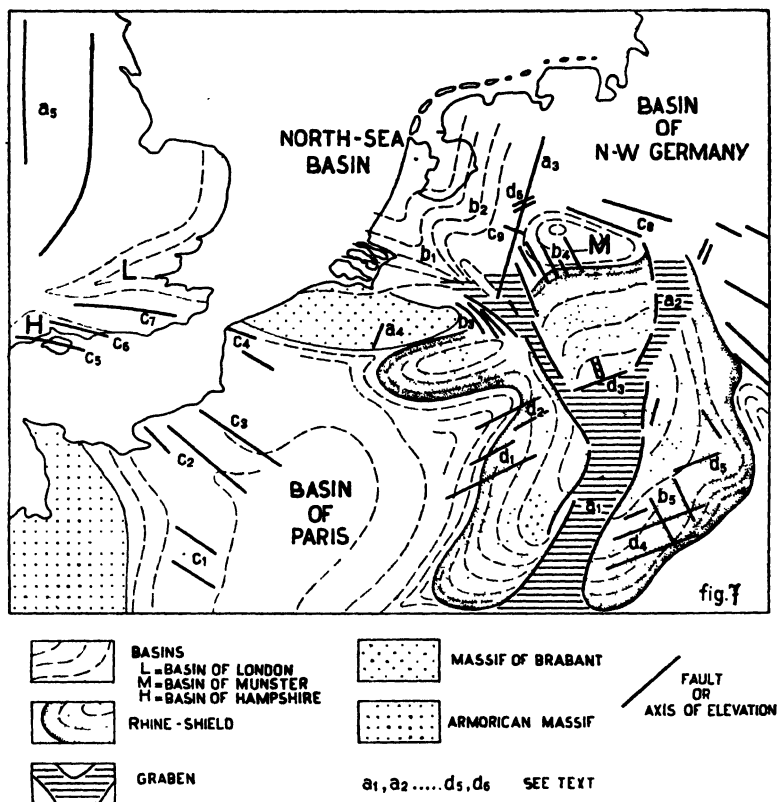 a5
NORTH-SEA
BASIN
BASIN
OF
N-W GERMANY
a3
d6
b2
c9
c8
b4
M
b1
L
H
c7
c6
c5
c4
a4
b3
a2
d3
c3
c2
d2
d1
BASIN
OF
PARIS
a1
d5
b5
d4
c1
fig.7
BASINS
L=BASIN OF LONDON
M=BASIN OF MUNSTER
H=BASIN OF HAMPSHIRE
RHINE-SHIELD
GRABEN
MASSIF OF BRABANT
ARMORICAN MASSIF
FAULT
OR
AXIS OF ELEVATION
a1,a2.....d5,d6 SEE TEXT